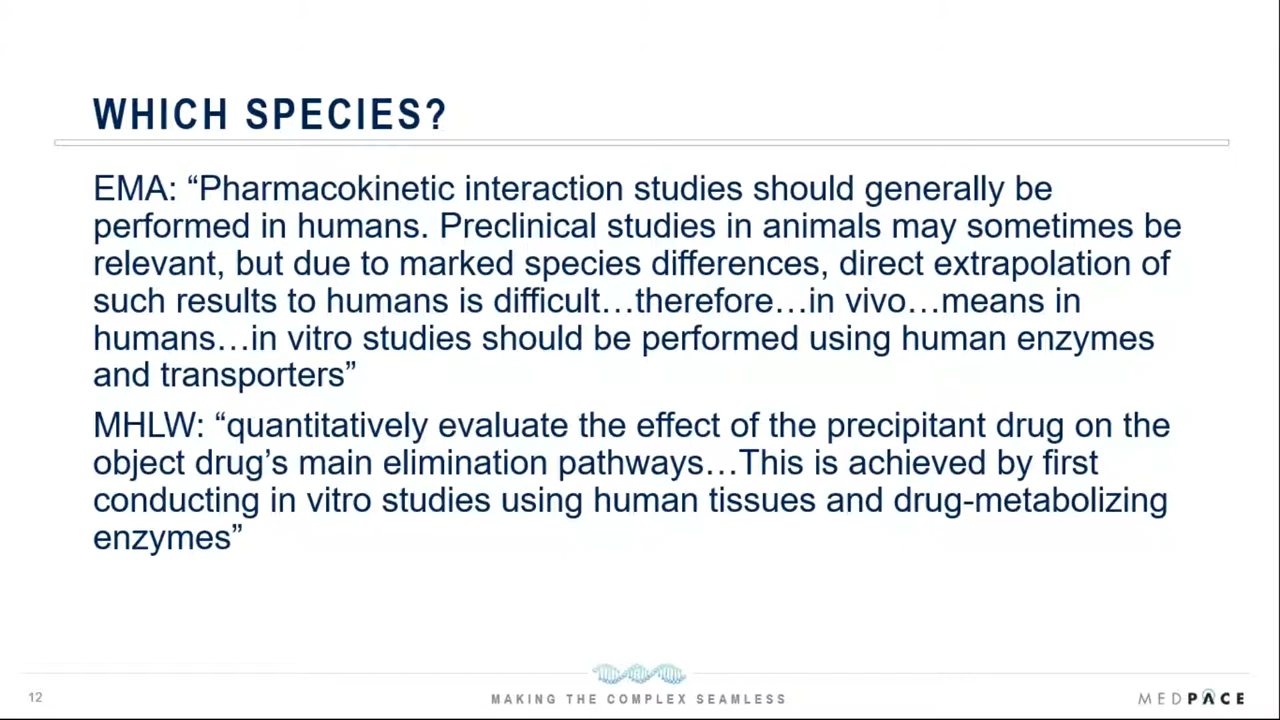 WHICH SPECIES?
EMA: “Pharmacokinetic interaction studies should generally be
performed in humans. Preclinical studies in animals may sometimes be
relevant, but due to marked species differences, direct extrapolation of
such results to humans is difficult…therefore…in vivo…means in
humans…in vitro studies should be performed using human enzymes
and transporters”
MHLW: “quantitatively evaluate the effect of the precipitant drug on the
object drug’s main elimination pathways…This is achieved by first
conducting in vitro studies using human tissues and drug-metabolizing
enzymes”
12
MAKING THE COMPLEX SEAMLESS
MEDPACE